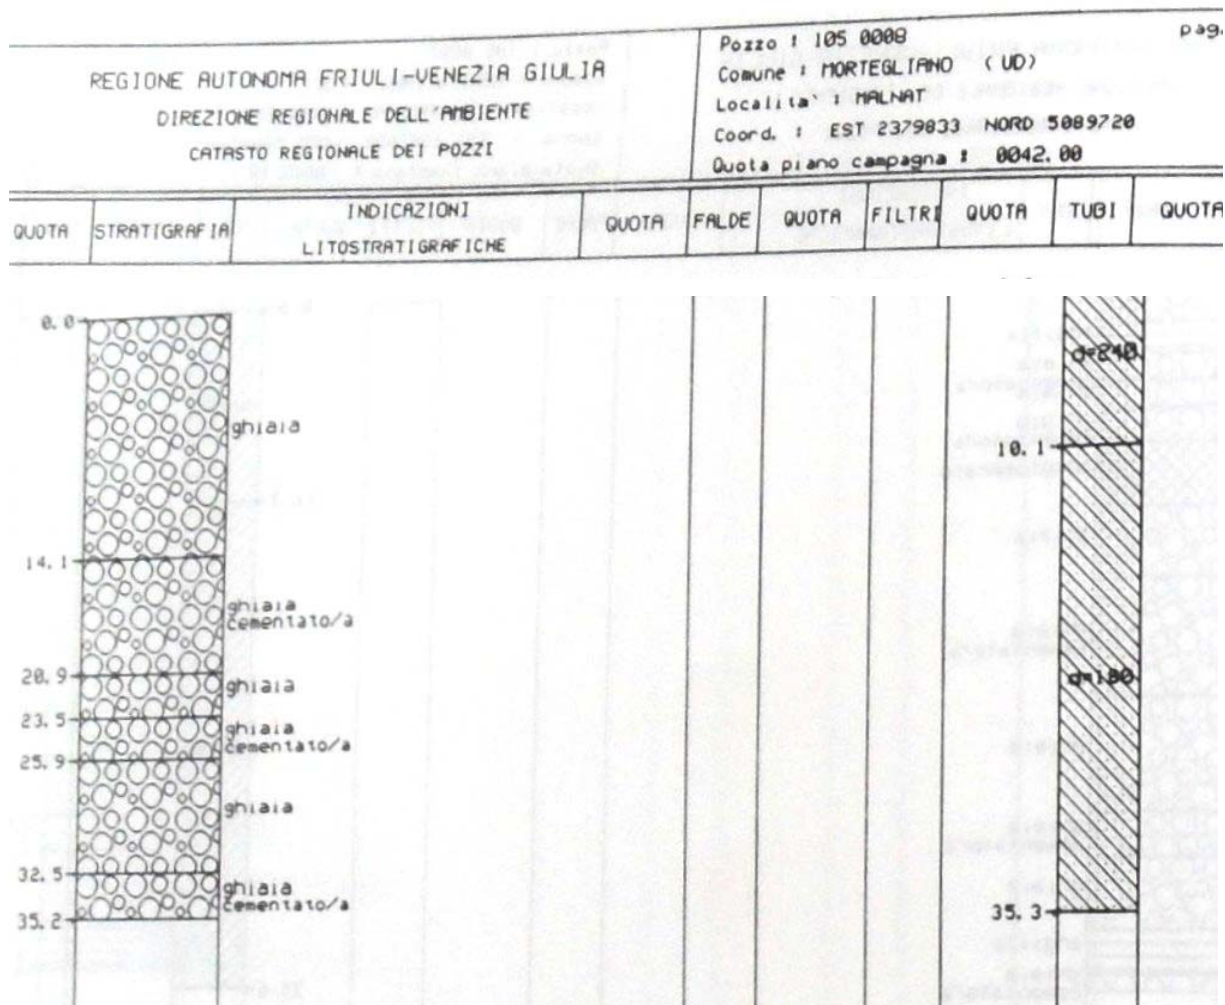 REGIONE AUTONOMA FRIULI-VENEZIA GIULIA
DIREZIONE REGIONALE DELL'AMBIENTE
CATASTO REGIONALE DEI POZZI
Pozzo : 105 0008 pag.
Comune : MORTEGLIANO (UD)
Localita' : MALNAT
Coord. : EST 2379833 NORD 5089720
Quota piano campagna : 0042.00
QUOTA STRATIGRAFIA INDICAZIONI LITOSTRATIGRAFICHE QUOTA FALDE QUOTA FILTRI QUOTA TUBI QUOTA
0.0
d=240
ghiaia
10.1
14.1
ghiaia
cementato/a
20.9
ghiaia
d=180
23.5
ghiaia
cementato/a
25.9
ghiaia
32.5
ghiaia
cementato/a
35.2
35.3